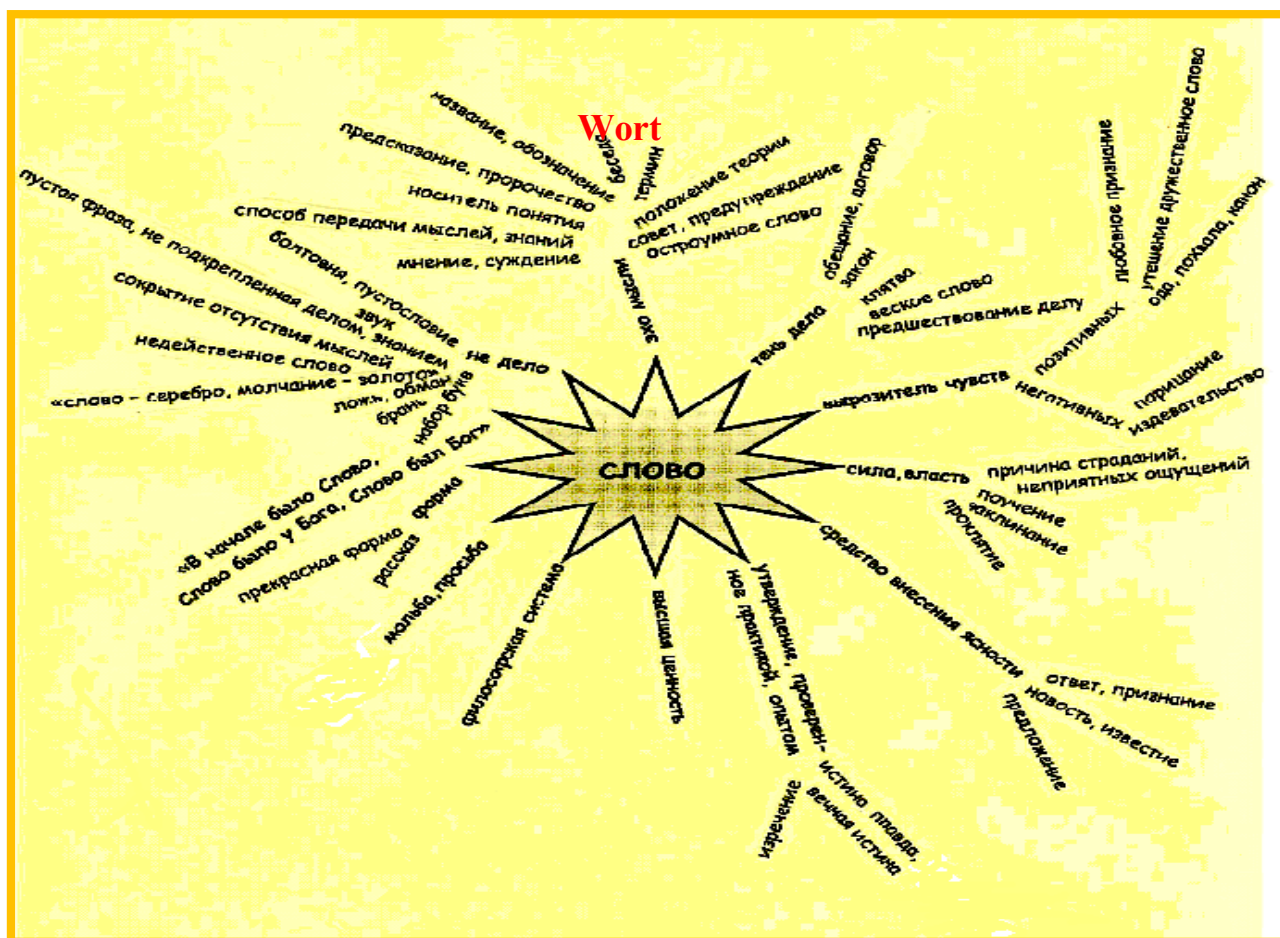 Wort
название, обозначение
беседа
термин
предсказание, пророчество
носитель понятия
способ передачи мыслей, знаний
мнение, суждение
положение теории
совет, предупреждение
остроумное слово
эхо мысли
обещание, договор
закон
клятва
веское слово
предшествование делу
тень дела
любовное признание
утешение дружественное слово
ода, похвала, канон
позитивных
выразитель чувств
негативных
порицание
издевательство
пустая фраза, не подкрепленная делом, знанием
болтовня, пустословие
звук
сокрытие отсутствия мыслей
недейственное слово
«слово – серебро, молчание – золото»
ложь, обман
брань
набор букв
не дело
СЛОВО
сила, власть
причина страданий,
неприятных ощущений
поучение
заклинание
проклятие
«В начале было Слово,
Слово было у Бога, Слово был Бог»
форма
прекрасная форма
рассказ
мольба, просьба
философская система
высшая ценность
утверждение, проверен-
ное практикой, опытом
истина правда,
вечная истина
изречение
средство внесения ясности
ответ, признание
новость, известие
предложение